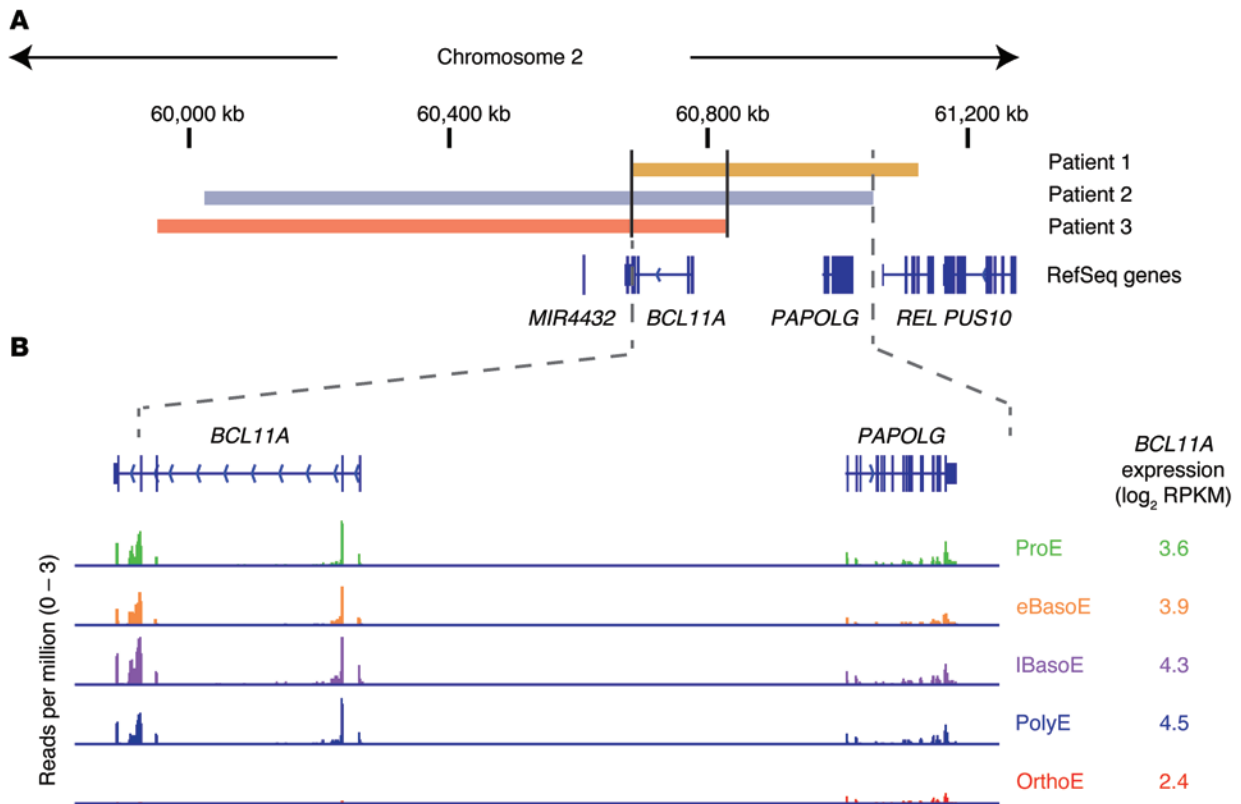 A
Chromosome 2
60,000 kb 60,400 kb 60,800 kb 61,200 kb
Patient 1
Patient 2
Patient 3
RefSeq genes
MIR4432 BCL11A PAPOLG REL PUS10
B
BCL11A PAPOLG
BCL11A
expression
(log₂ RPKM)
Reads per million (0 – 3)
ProE 3.6
eBasoE 3.9
lBasoE 4.3
PolyE 4.5
OrthoE 2.4